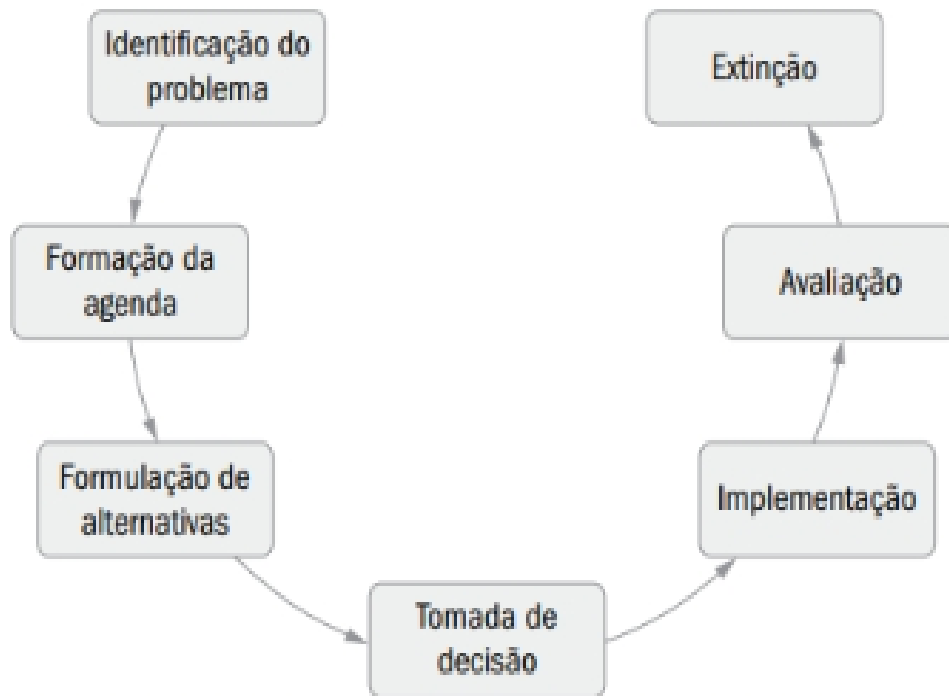 Identificação do
problema
Formação da
agenda
Formulação de
alternativas
Tomada de
decisão
Implementação
Avaliação
Extinção